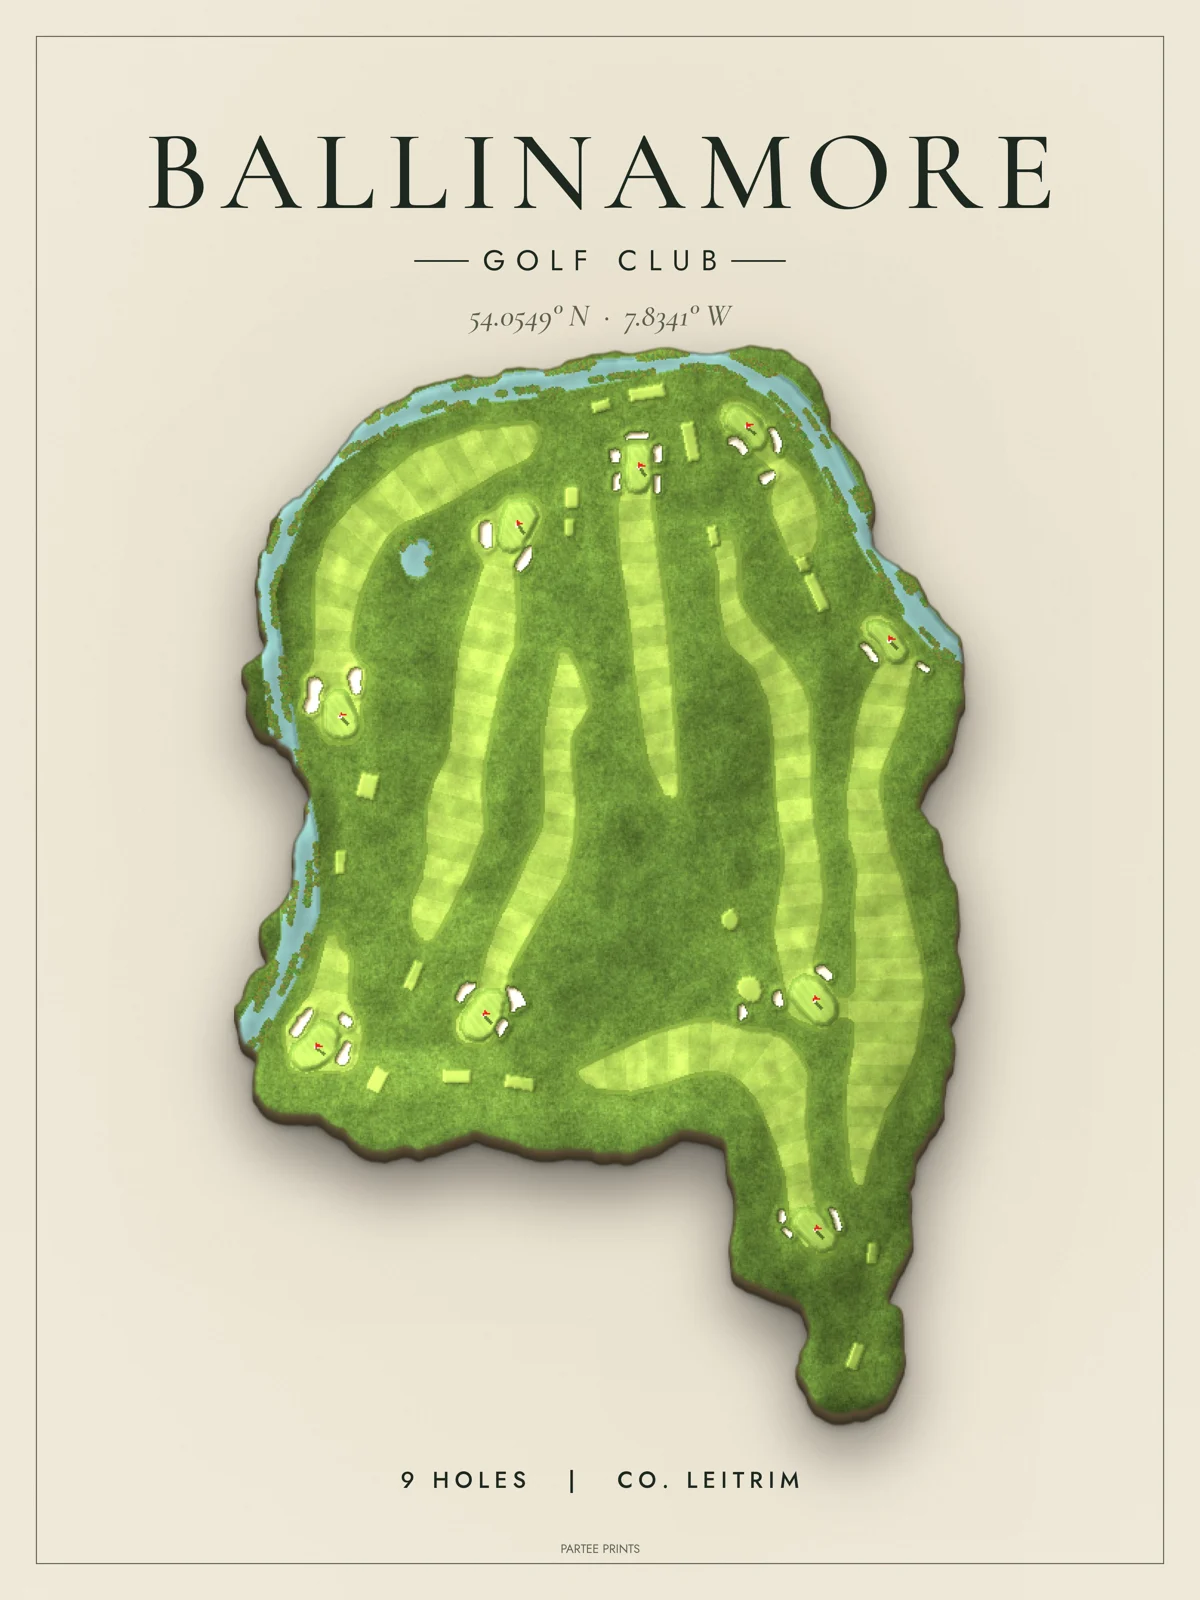 BALLINAMORE
GOLF CLUB
54.0549° N · 7.8341° W
9 HOLES | CO. LEITRIM
PARTEE PRINTS